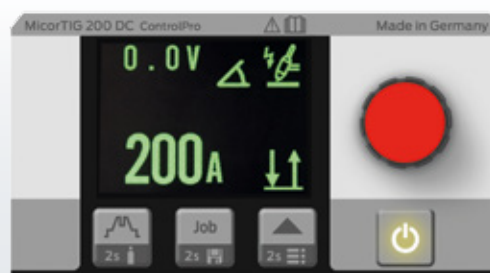 MicorTIG 200 DC ControlPro
Made in Germany
0.0V
200A
Job
2s
2s
2s